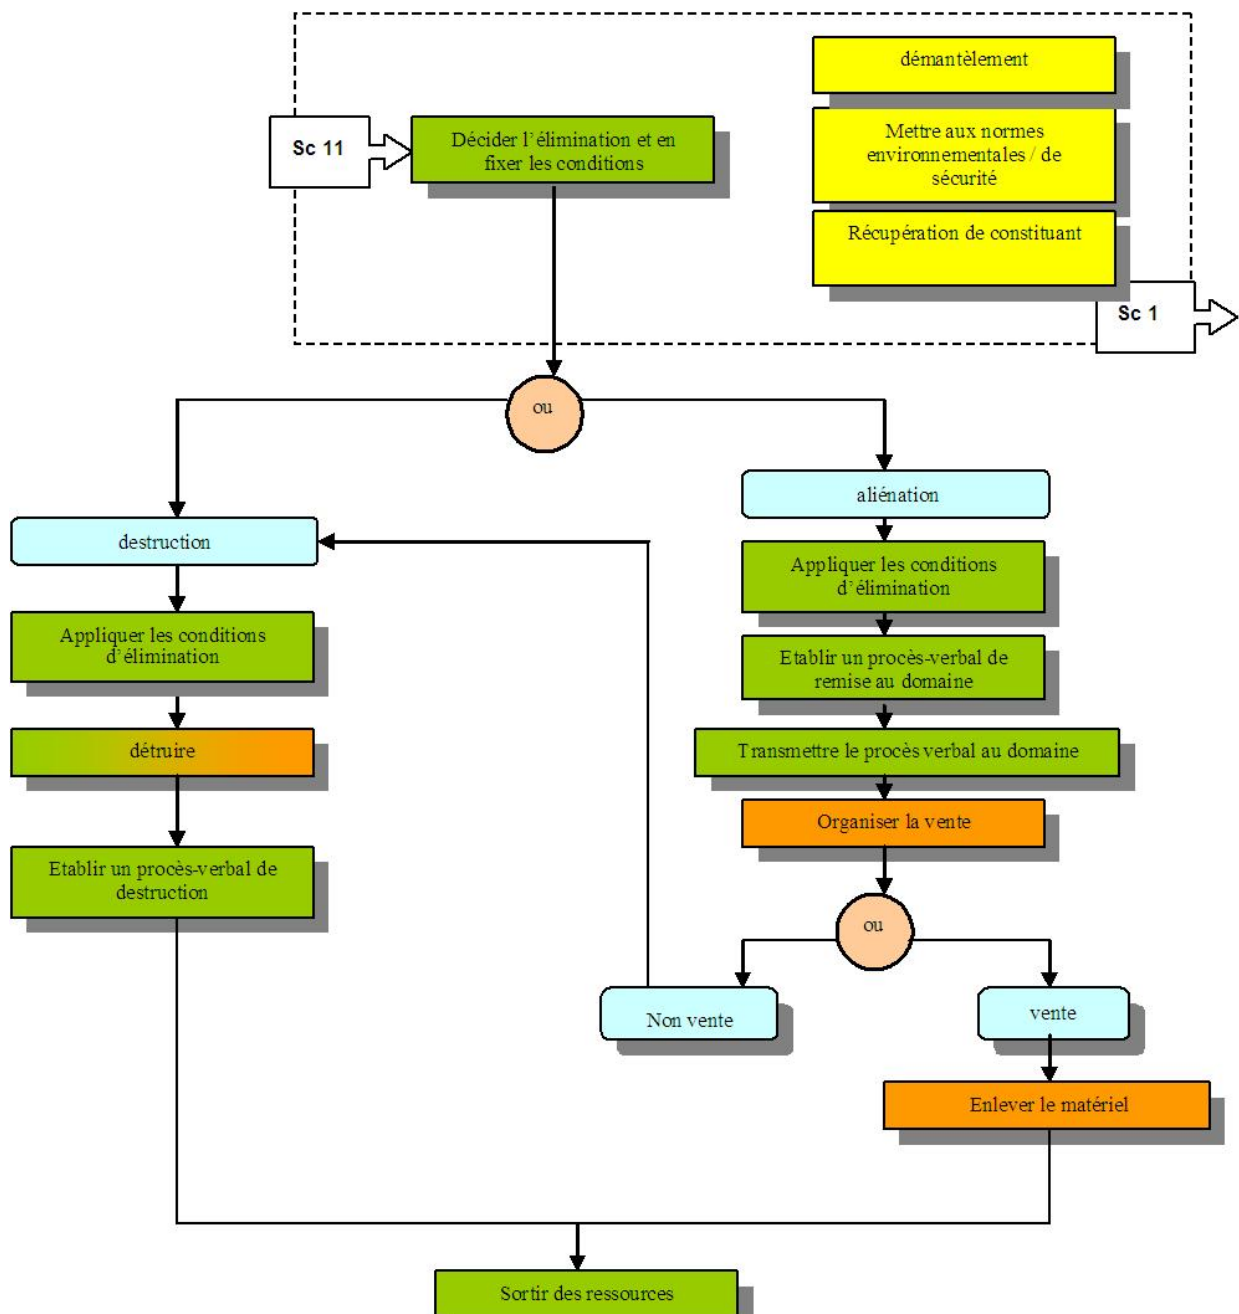 démantèlement
Mettre aux normes
environnementales / de
sécurité
Récupération de constituant
Sc 11
Décider l’élimination et en
fixer les conditions
Sc 1
ou
destruction
Appliquer les conditions
d’élimination
détruire
Etablir un procès-verbal de
destruction
aliénation
Appliquer les conditions
d’élimination
Etablir un procès-verbal de
remise au domaine
Transmettre le procès verbal au domaine
Organiser la vente
ou
Non vente
vente
Enlever le matériel
Sortir des ressources